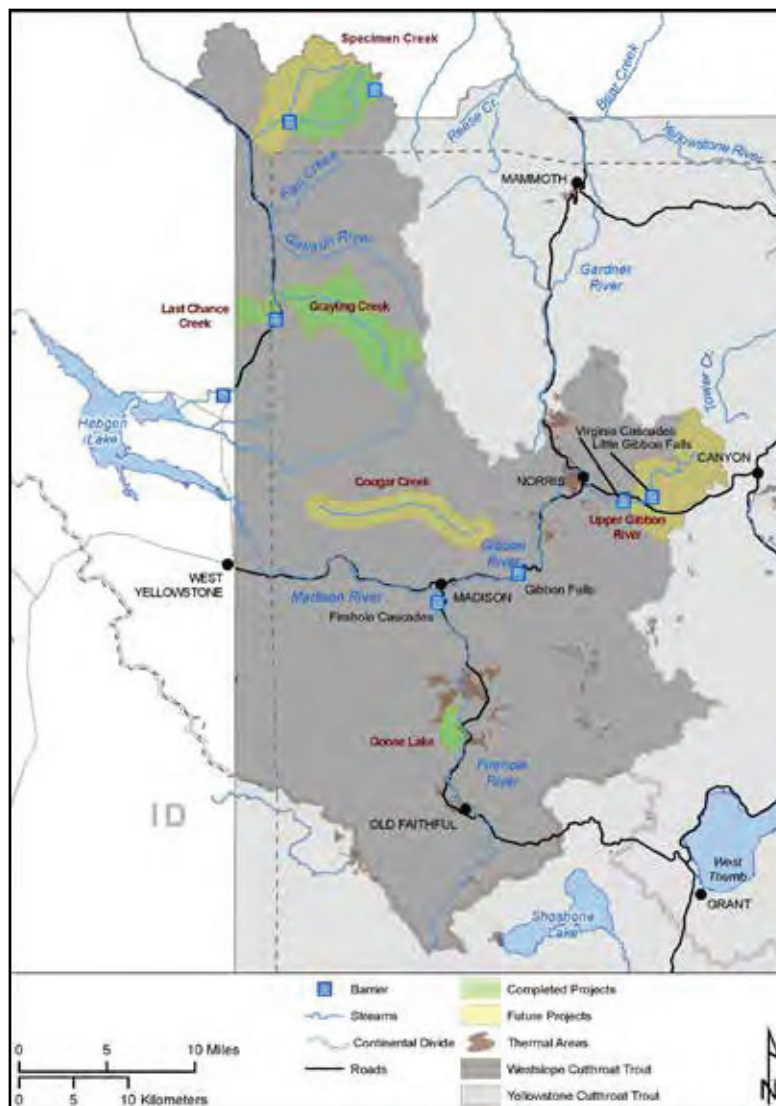 Specimen Creek
Reese Cr.
Bear Creek
Yellowstone River
Fan Creek
MAMMOTH
Gallatin River
Gardner
River
Last Chance
Creek
Grayling Creek
Tower Cr.
Hebgen
Lake
Virginia Cascades
Little Gibbon Falls
CANYON
Cougar Creek
NORRIS
Upper Gibbon
River
Gibbon
River
WEST
YELLOWSTONE
Madison River
MADISON
Gibbon Falls
Firehole Cascades
Goose Lake
Firehole
River
ID
OLD FAITHFUL
West
Thumb
GRANT
Shoshone
Lake
Barrier
Streams
Continental Divide
Roads
Completed Projects
Future Projects
Thermal Areas
Westslope Cutthroat Trout
Yellowstone Cutthroat Trout
0 5 10 Miles
0 5 10 Kilometers
N